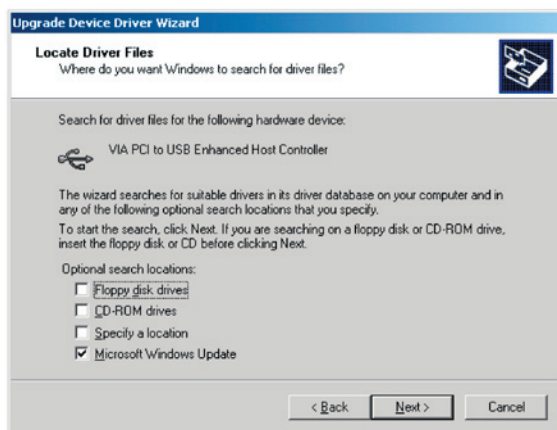 Upgrade Device Driver Wizard
Locate Driver Files
Where do you want Windows to search for driver files?
Search for driver files for the following hardware device:
VIA PCI to USB Enhanced Host Controller
The wizard searches for suitable drivers in its driver database on your computer and in
any of the following optional search locations that you specify.
To start the search, click Next. If you are searching on a floppy disk or CD-ROM drive,
insert the floppy disk or CD before clicking Next.
Optional search locations:
Floppy disk drives
CD-ROM drives
Specify a location
Microsoft Windows Update
< Back
Next >
Cancel